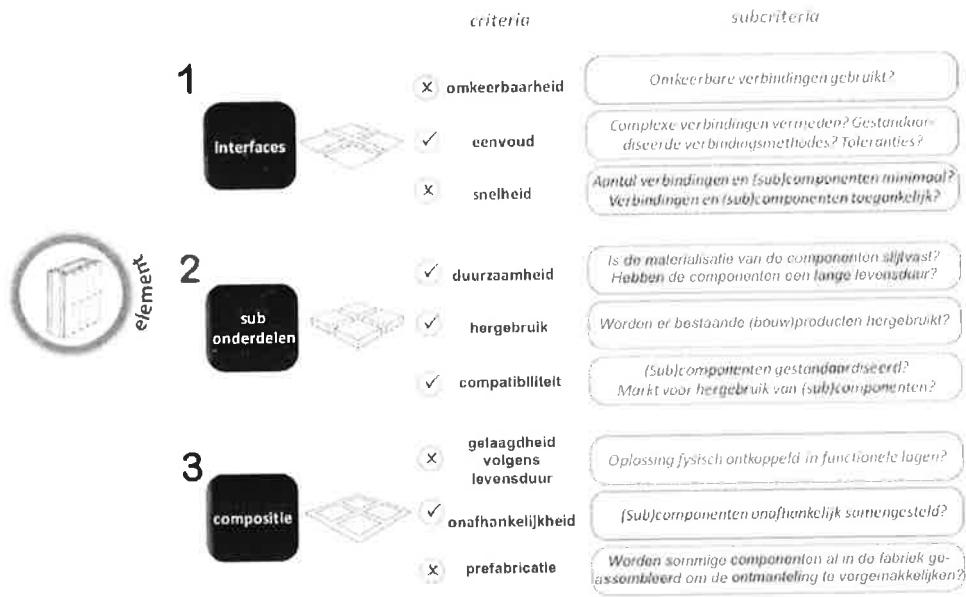 criteria
subcriteria
1
interfaces
x omkeerbaarheid
Omkeerbare verbindingen gebruikt?
✓ eenvoud
Complexe verbindingen vermeden? Gestandaar-
diseerde verbindingsmethodes? Toleranties?
x snelheid
Aantal verbindingen en (sub)componenten minimaal?
Verbindingen en (sub)componenten toegankelijk?
element
2
sub
onderdelen
✓ duurzaamheid
Is de materialisatie van de componenten slijtvast?
Hebben de componenten een lange levensduur?
✓ hergebruik
Worden er bestaande (bouw)producten hergebruikt?
✓ compatibiliteit
(Sub)componenten gestandaardiseerd?
Markt voor hergebruik van (sub)componenten?
3
compositie
x gelaagdheid
volgens
levensduur
Oplossing fysisch ontkoppeld in functionele lagen?
✓ onafhankelijkheid
(Sub)componenten onafhankelijk samengesteld?
x prefabricatie
Worden sommige componenten al in de fabriek ge-
assembleerd om de ontmanteling te vergemakkelijken?